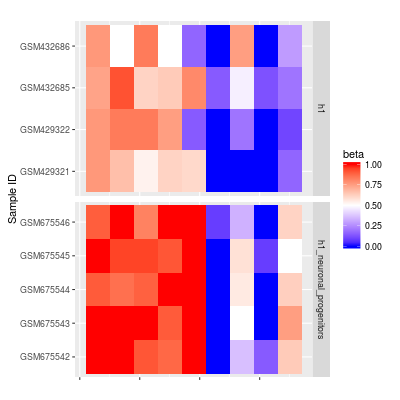 GSM432686
GSM432685
GSM429322
GSM429321
h1
GSM675546
GSM675545
GSM675544
GSM675543
GSM675542
h1_neuronal_progenitors
Sample ID
beta
1.00
0.75
0.50
0.25
0.00